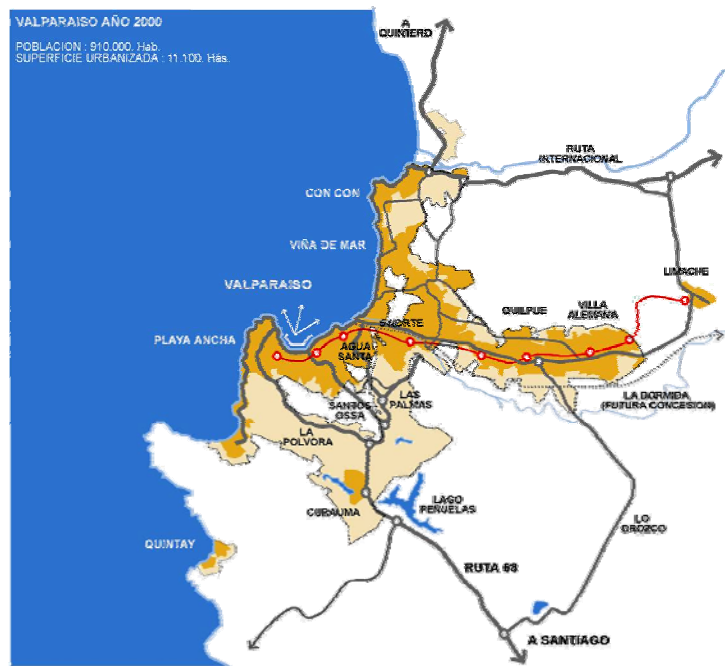 VALPARAISO AÑO 2000
POBLACION : 910.000. Hab.
SUPERFICIE URBANIZADA : 11.100. Hás.
A
QUINTERO
RUTA
INTERNACIONAL
CON CON
VIÑA DE MAR
LIMACHE
VALPARAISO
QUILPUE
VILLA
ALEMANA
PLAYA ANCHA
AGUA
SANTA
LAS
PALMAS
SANTOS
OSSA
LA DORMIDA
(FUTURA CONCESION)
LA
POLVORA
CURAUMA
LAGO
PEÑUELAS
LO
OROZCO
QUINTAY
RUTA 68
A SANTIAGO